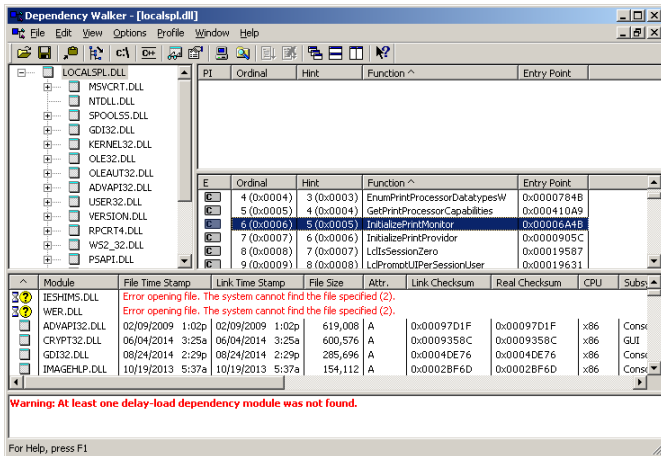 Dependency Walker - [localspl.dll]
File Edit View Options Profile Window Help
c:\ C++
LOCALSPL.DLL
MSVCRT.DLL
NTDLL.DLL
SPOOLSS.DLL
GDI32.DLL
KERNEL32.DLL
OLE32.DLL
OLEAUT32.DLL
ADVAPI32.DLL
USER32.DLL
VERSION.DLL
RPCRT4.DLL
WS2_32.DLL
PSAPI.DLL
PI Ordinal Hint Function ^ Entry Point
E Ordinal Hint Function ^ Entry Point
C 4 (0x0004) 3 (0x0003) EnumPrintProcessorDatatypesW 0x0000784B
C 5 (0x0005) 4 (0x0004) GetPrintProcessorCapabilities 0x000410A9
C 6 (0x0006) 5 (0x0005) InitializePrintMonitor 0x00006A4B
C 7 (0x0007) 6 (0x0006) InitializePrintProvidor 0x0000905C
C 8 (0x0008) 7 (0x0007) LclIsSessionZero 0x00019587
C 9 (0x0009) 8 (0x0008) LclPromptUIPerSessionUser 0x00019631
^ Module File Time Stamp Link Time Stamp File Size Attr. Link Checksum Real Checksum CPU Subs
IESHIMS.DLL Error opening file. The system cannot find the file specified (2).
WER.DLL Error opening file. The system cannot find the file specified (2).
ADVAPI32.DLL 02/09/2009 1:02p 02/09/2009 1:02p 619,008 A 0x00097D1F 0x00097D1F x86 Conso
CRYPT32.DLL 06/04/2014 3:25a 06/04/2014 3:25a 600,576 A 0x0009358C 0x0009358C x86 GUI
GDI32.DLL 08/24/2014 2:29p 08/24/2014 2:29p 285,696 A 0x0004DE76 0x0004DE76 x86 Conso
IMAGEHLP.DLL 10/19/2013 5:37a 10/19/2013 5:37a 154,112 A 0x0002BF6D 0x0002BF6D x86 Conso
Warning: At least one delay-load dependency module was not found.
For Help, press F1